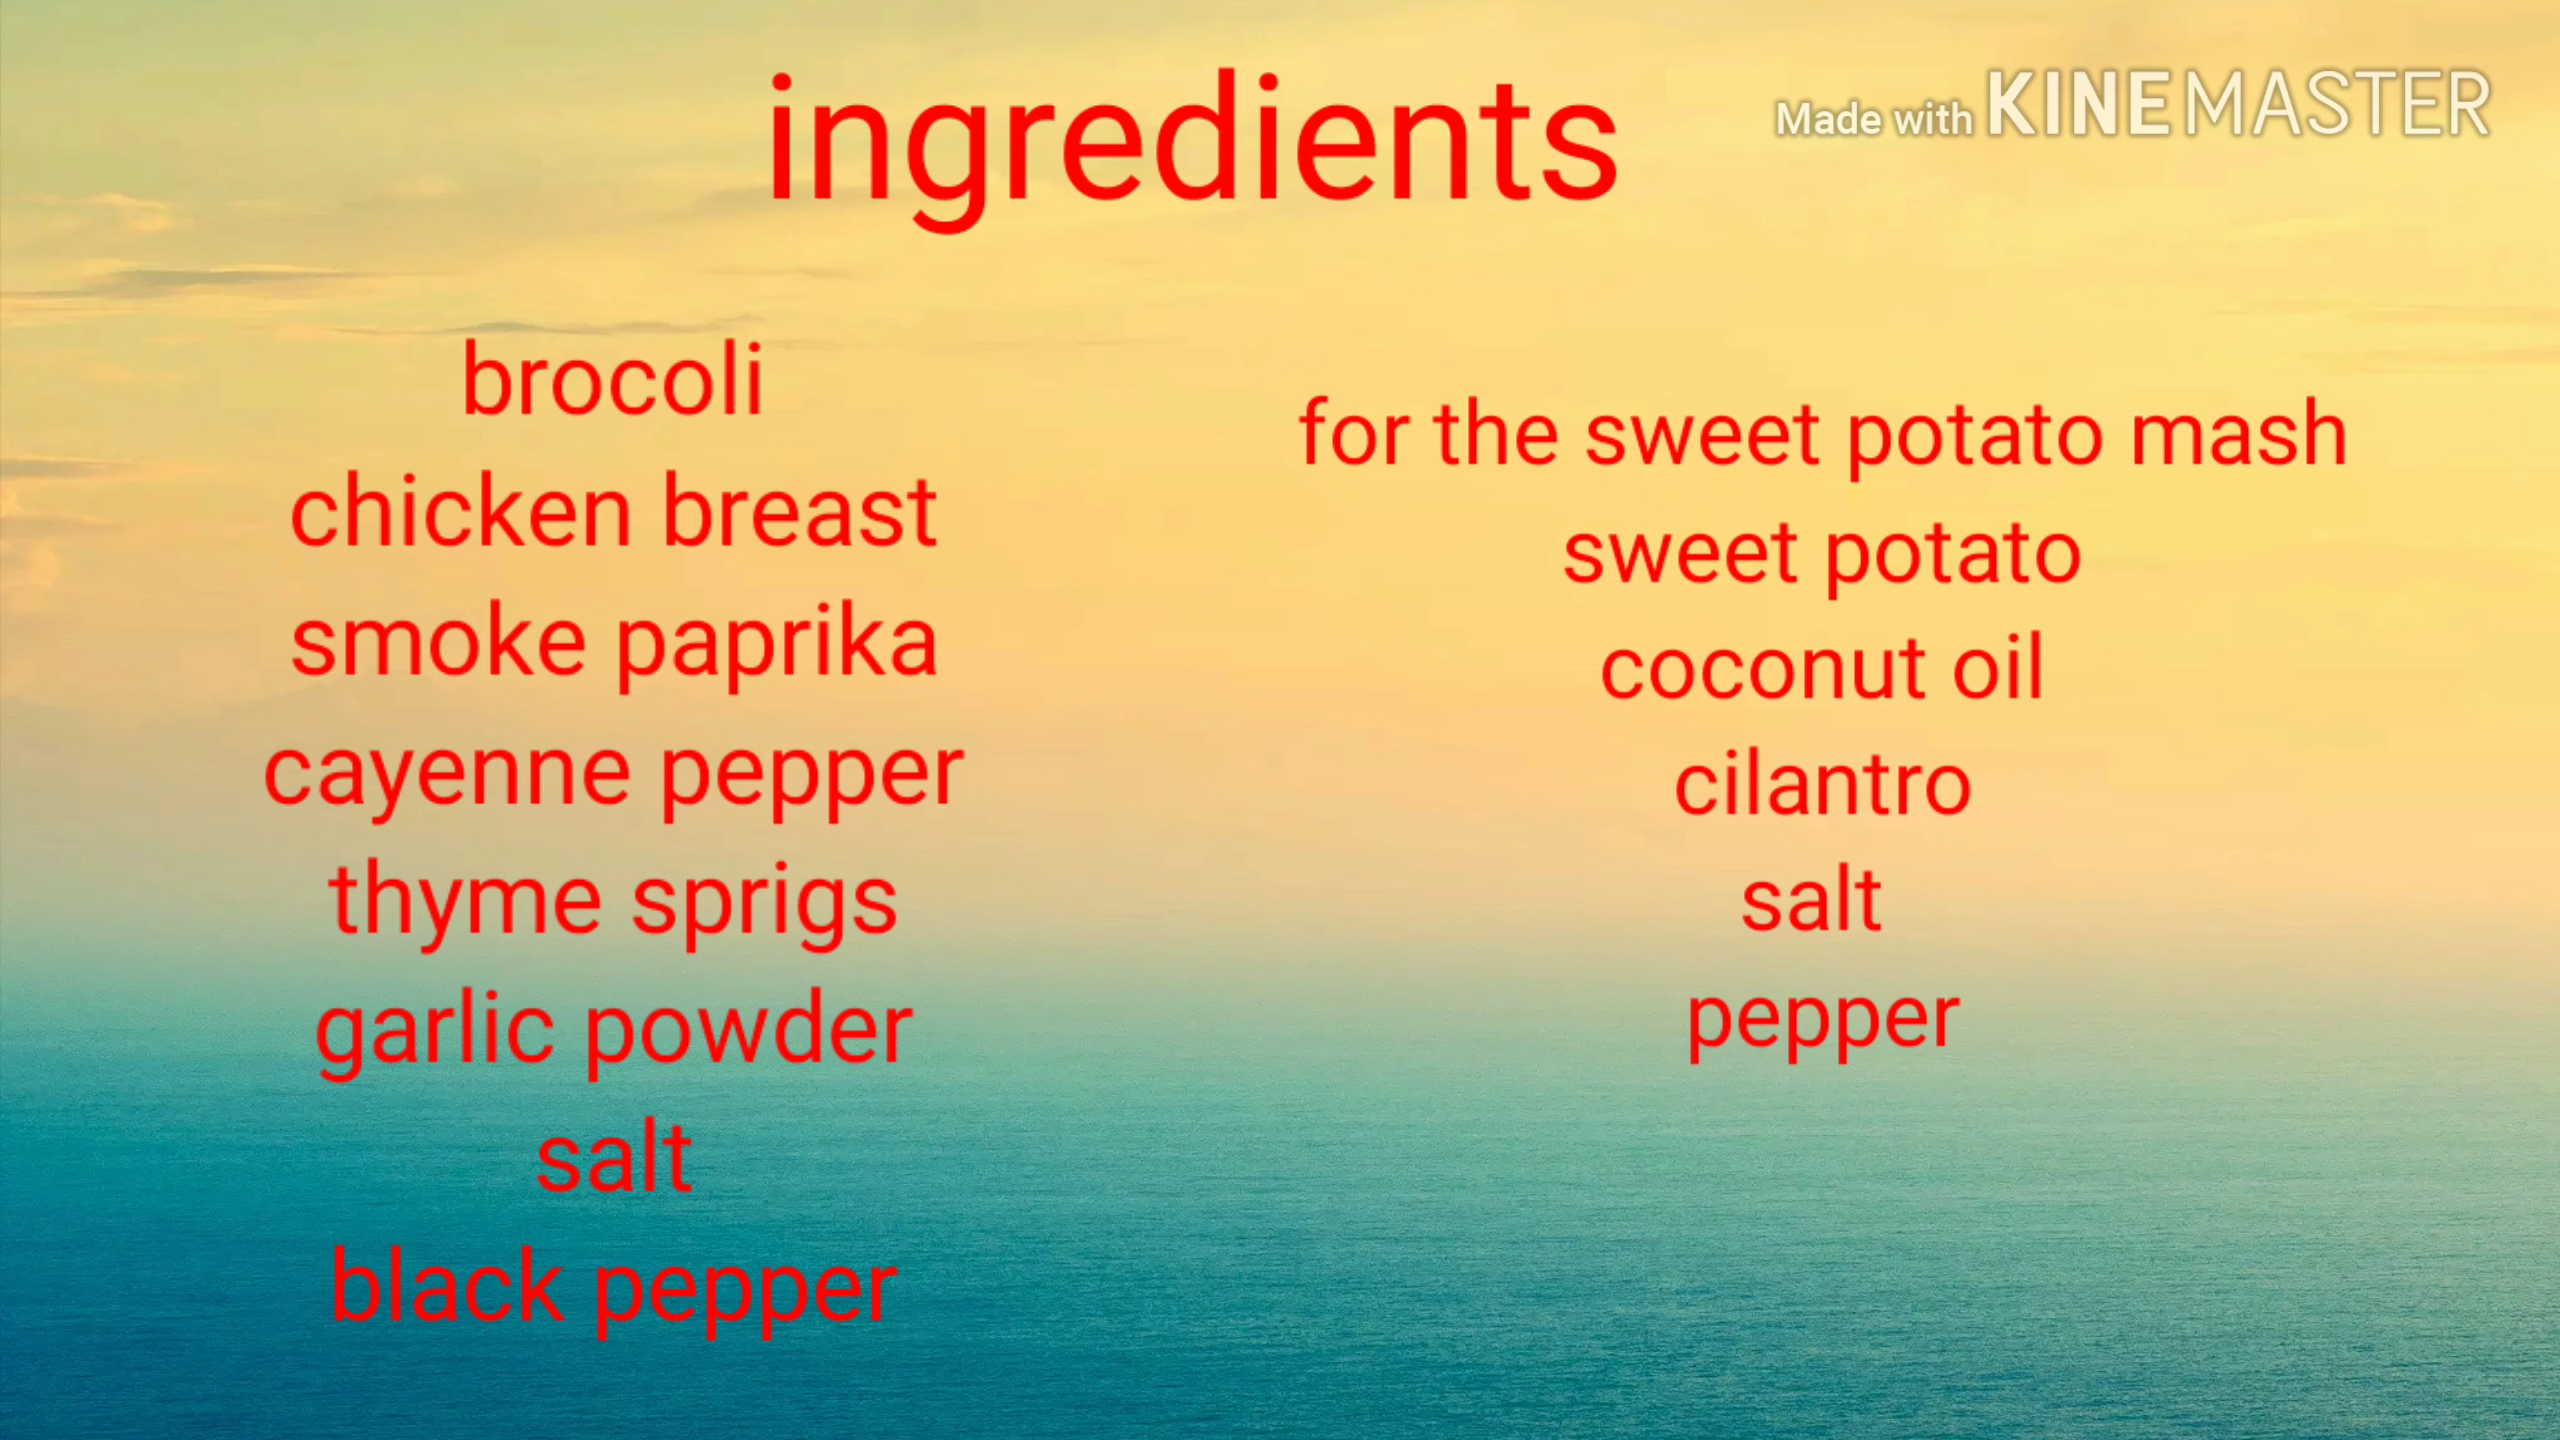 ingredients
Made with KINEMASTER
brocoli
chicken breast
smoke paprika
cayenne pepper
thyme sprigs
garlic powder
salt
black pepper
for the sweet potato mash
sweet potato
coconut oil
cilantro
salt
pepper